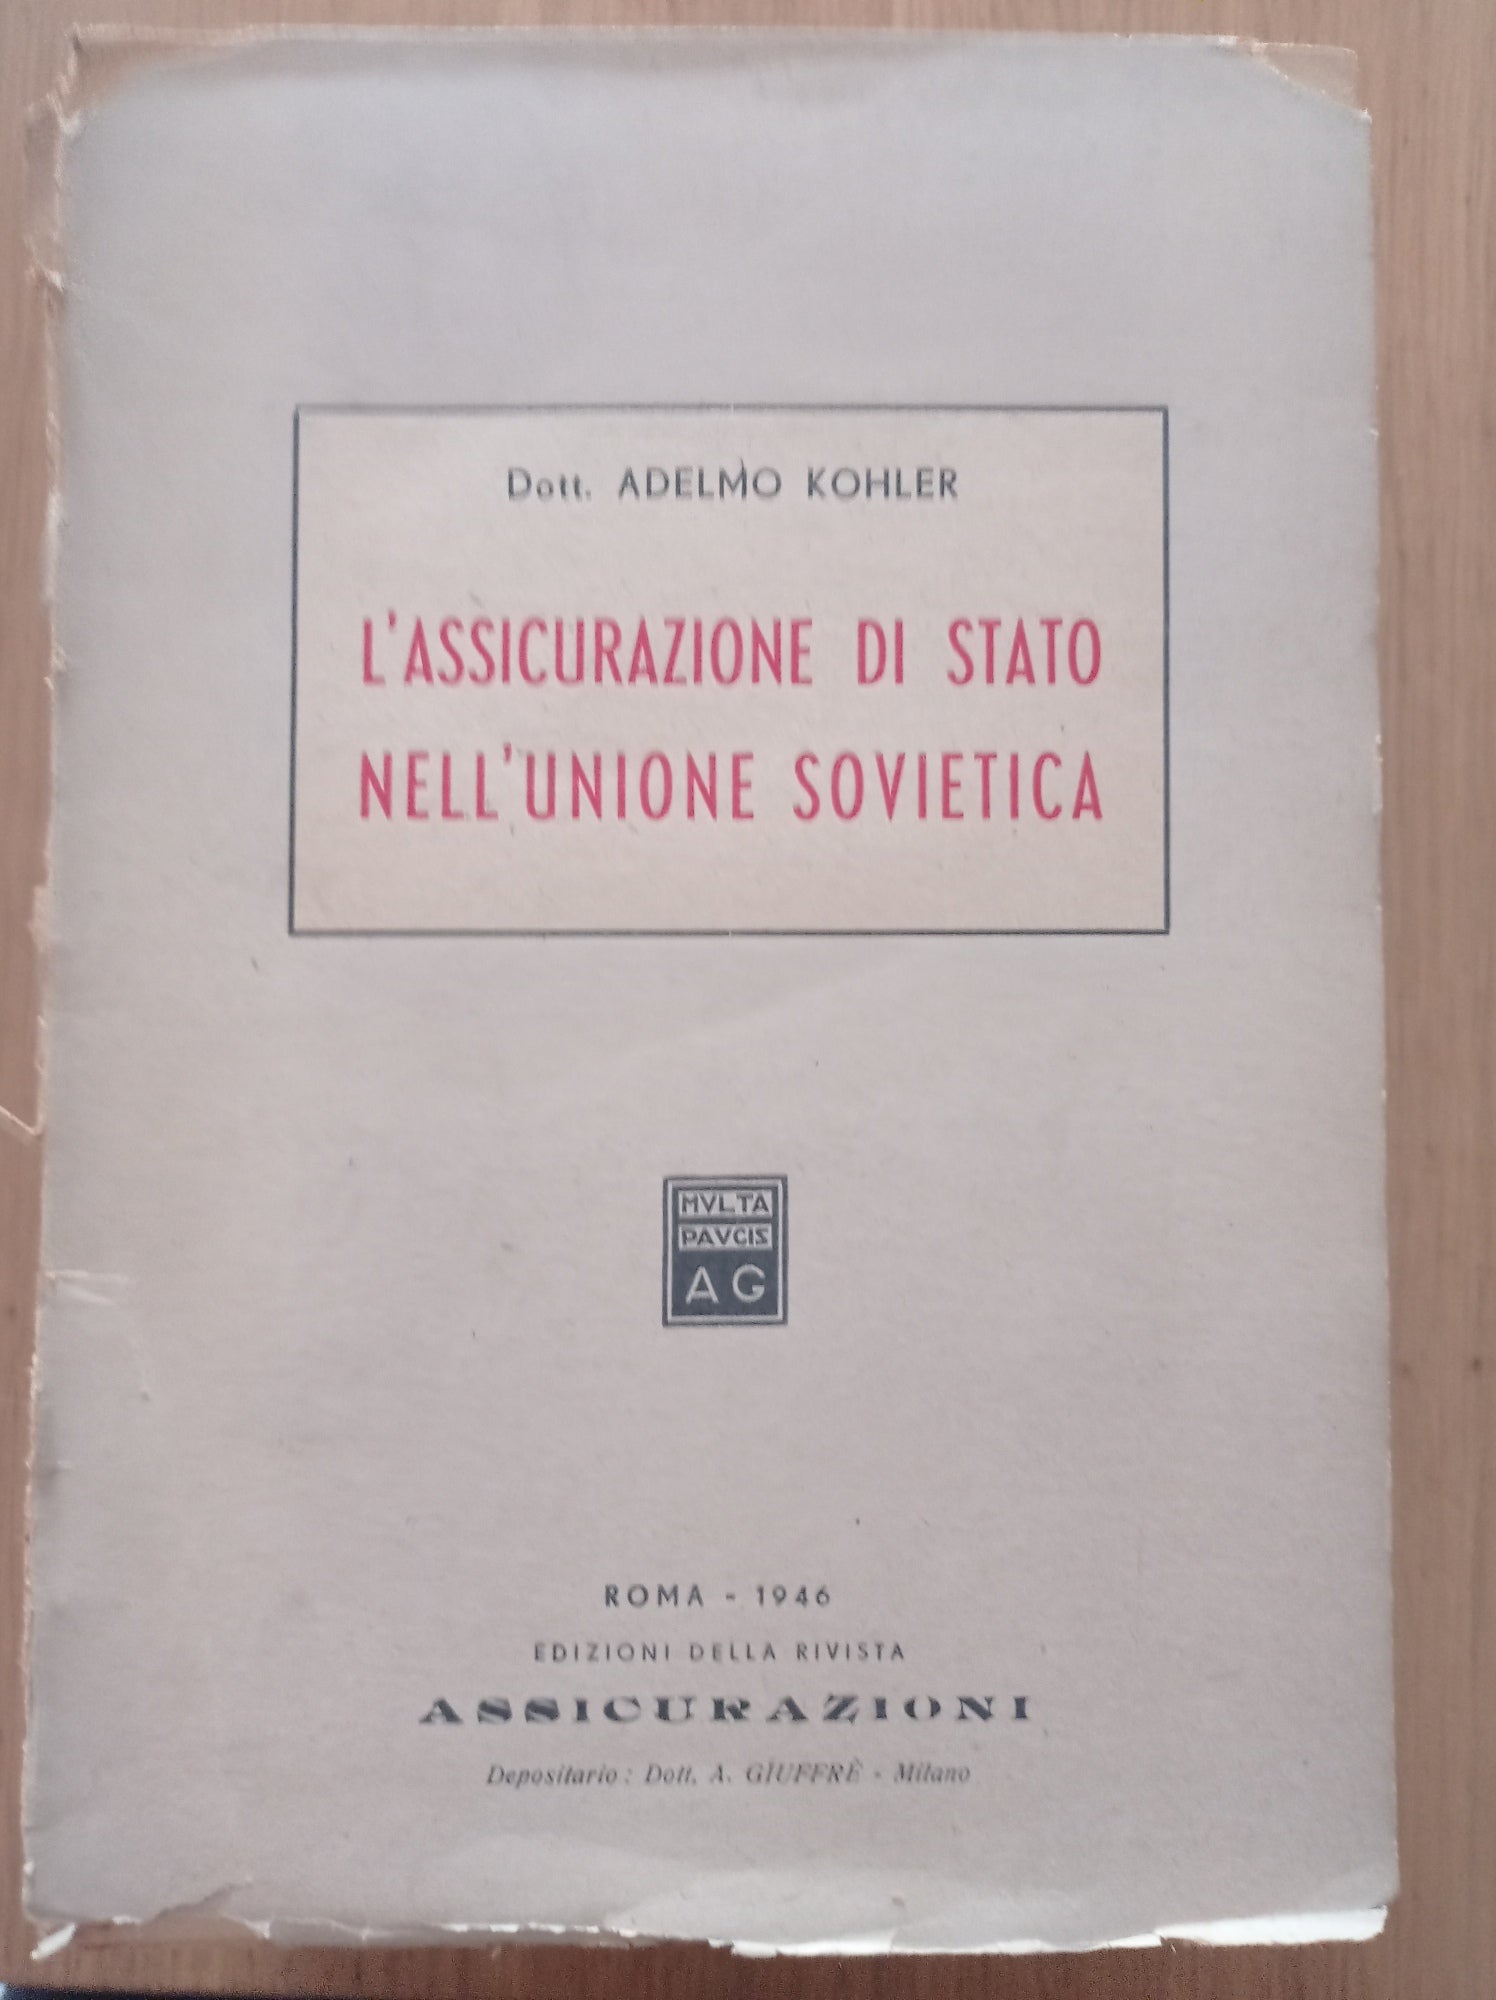 Dott. ADELMO KOHLER
L'ASSICURAZIONE DI STATO
NELL'UNIONE SOVIETICA
MVLTA
PAVCIS
AG
ROMA - 1946
EDIZIONI DELLA RIVISTA
ASSICURAZIONI
Depositario: Dott. A. GIUFFRÈ - Milano